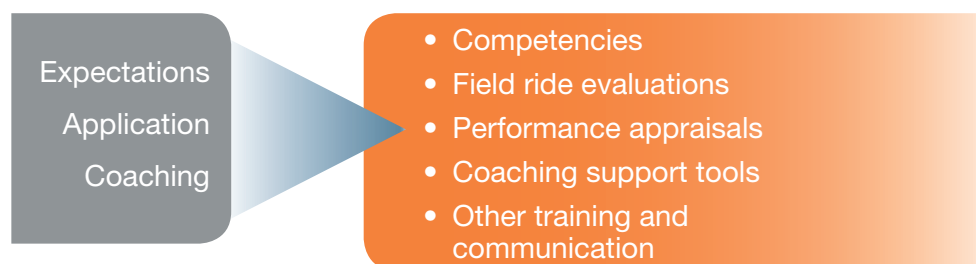 Expectations
Application
Coaching
• Competencies
• Field ride evaluations
• Performance appraisals
• Coaching support tools
• Other training and
communication